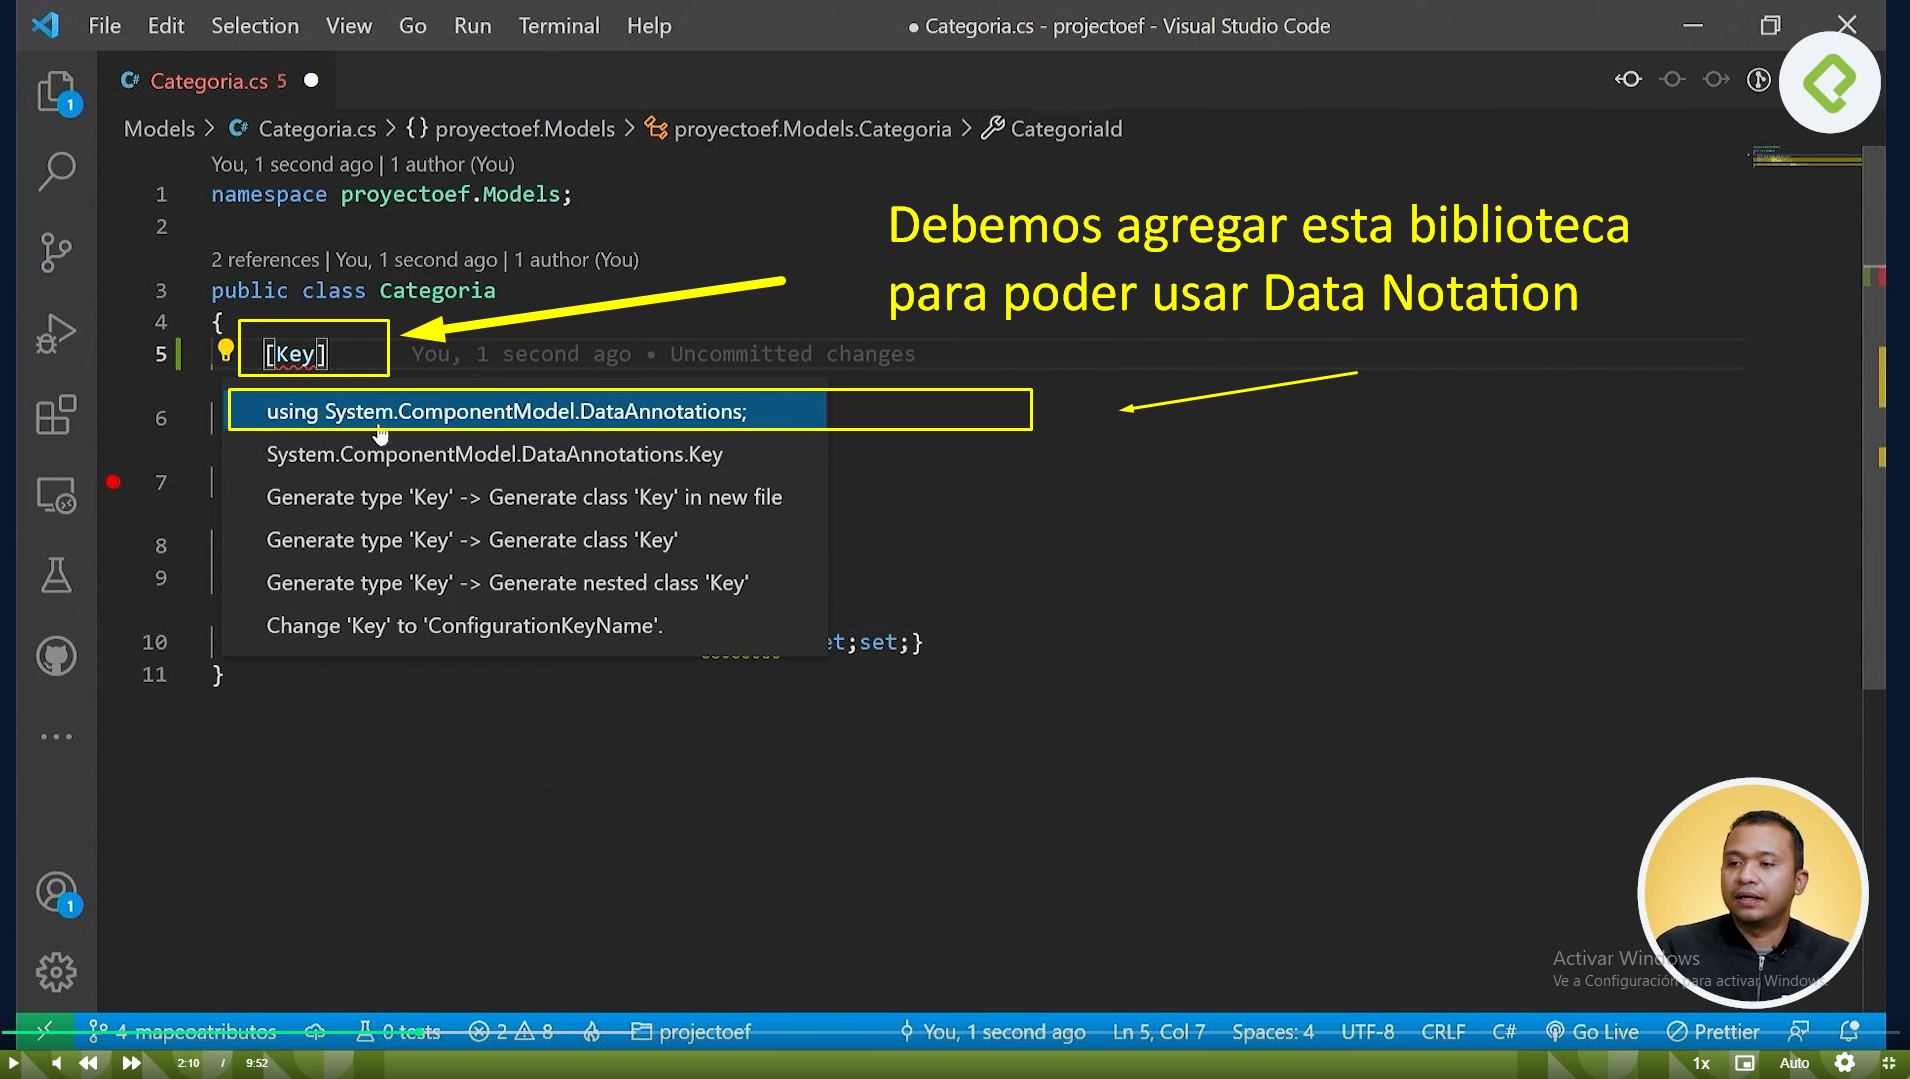 File Edit Selection View Go Run Terminal Help
● Categoria.cs - projectoef - Visual Studio Code
C# Categoria.cs 5
1
Models > C# Categoria.cs > {} proyectoef.Models > proyectoef.Models.Categoria > CategoriaId
You, 1 second ago | 1 author (You)
1 namespace proyectoef.Models;
2
Debemos agregar esta biblioteca
para poder usar Data Notation
2 references | You, 1 second ago | 1 author (You)
3 public class Categoria
4 {
5 [Key] You, 1 second ago • Uncommitted changes
using System.ComponentModel.DataAnnotations;
6
System.ComponentModel.DataAnnotations.Key
7
Generate type 'Key' -> Generate class 'Key' in new file
Generate type 'Key' -> Generate class 'Key'
8
9
Generate type 'Key' -> Generate nested class 'Key'
Change 'Key' to 'ConfigurationKeyName'.
10 et;set;}
11 }
1
Activar Windows
Ve a Configuración para activar Windows.
4 mapeoatributos 0 tests 2 8 projectoef You, 1 second ago Ln 5, Col 7 Spaces: 4 UTF-8 CRLF C# Go Live Prettier
2:10 / 9:52 1x Auto